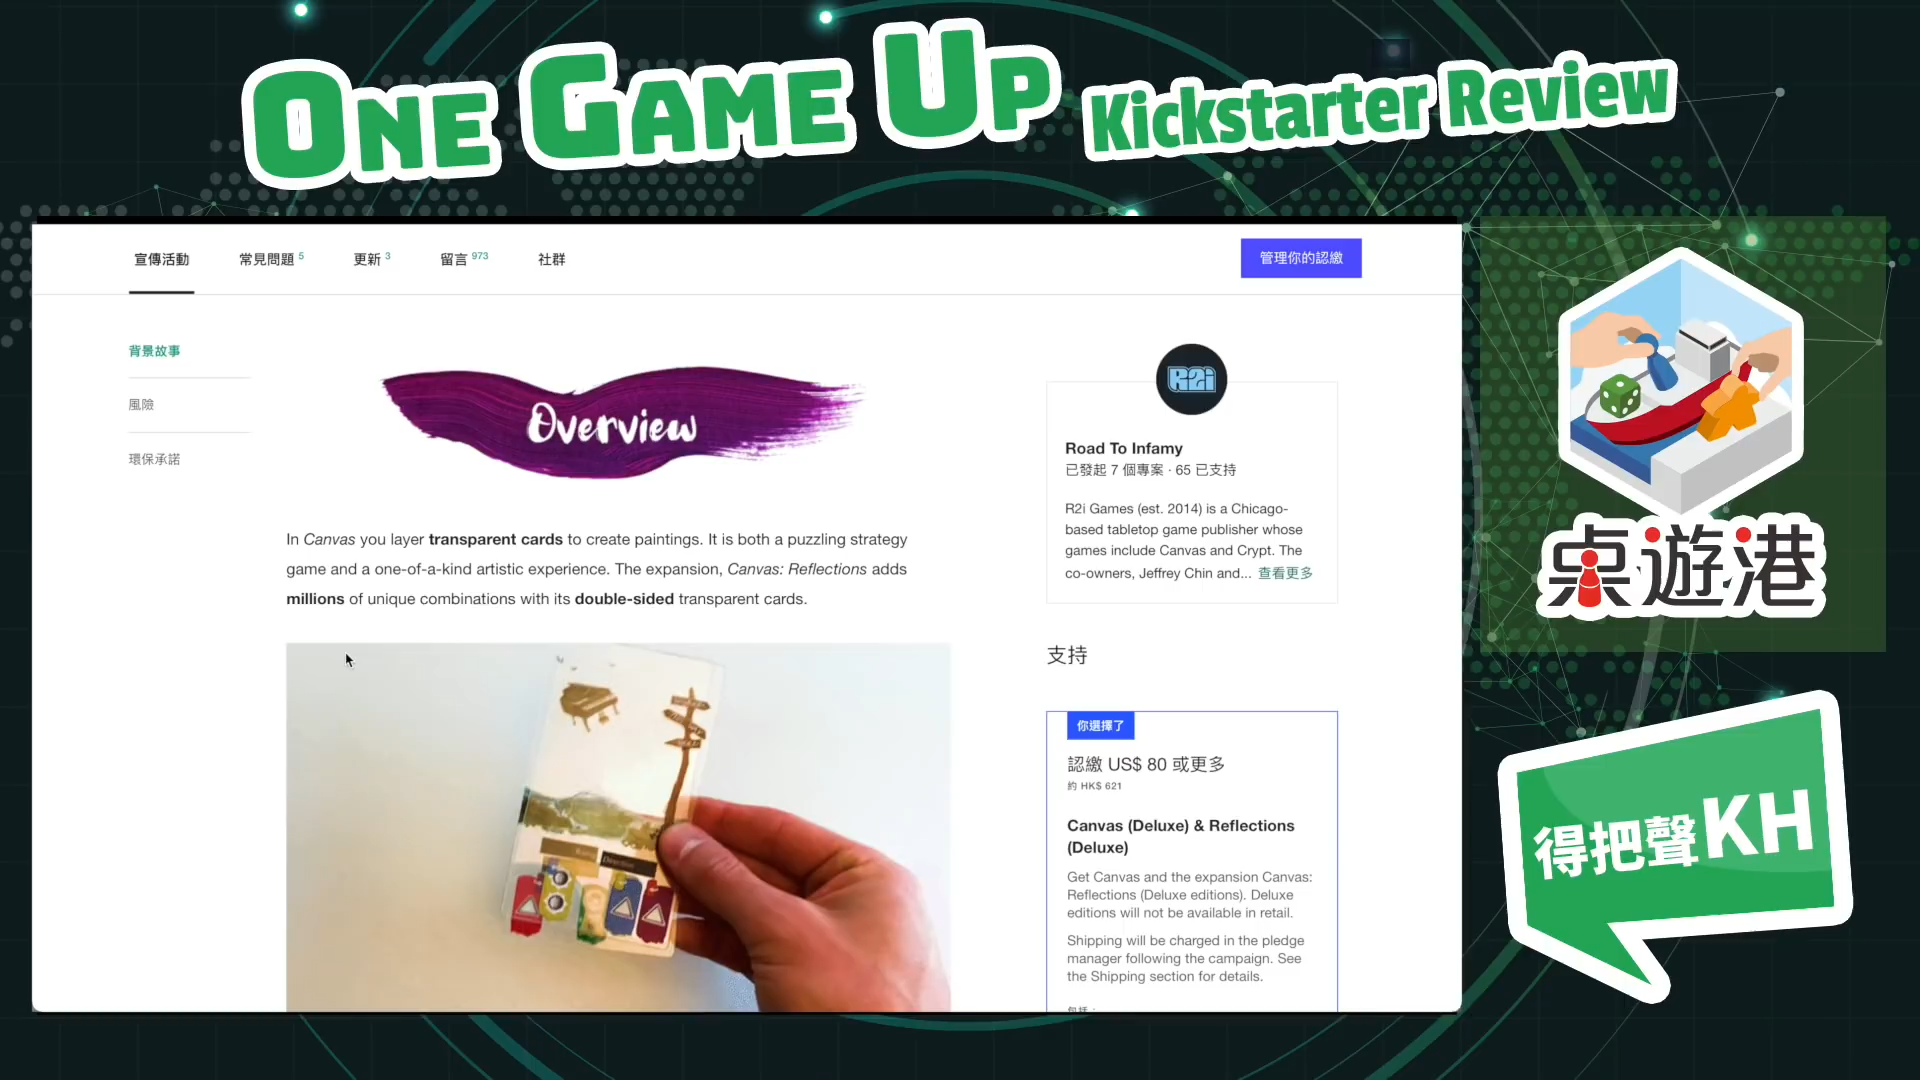 ONE GAME UP Kickstarter Review
宣傳活動
常見問題 5
更新 3
留言 973
社群
管理你的認繳
背景故事
風險
環保承諾
Overview
In Canvas you layer transparent cards to create paintings. It is both a puzzling strategy
game and a one-of-a-kind artistic experience. The expansion, Canvas: Reflections adds
millions of unique combinations with its double-sided transparent cards.
R2i
Road To Infamy
已發起 7 個專案 · 65 已支持
R2i Games (est. 2014) is a Chicago-
based tabletop game publisher whose
games include Canvas and Crypt. The
co-owners, Jeffrey Chin and... 查看更多
支持
你選擇了
認繳 US$ 80 或更多
約 HK$ 621
Canvas (Deluxe) & Reflections
(Deluxe)
Get Canvas and the expansion Canvas:
Reflections (Deluxe editions). Deluxe
editions will not be available in retail.
Shipping will be charged in the pledge
manager following the campaign. See
the Shipping section for details.
桌遊港
得把聲KH